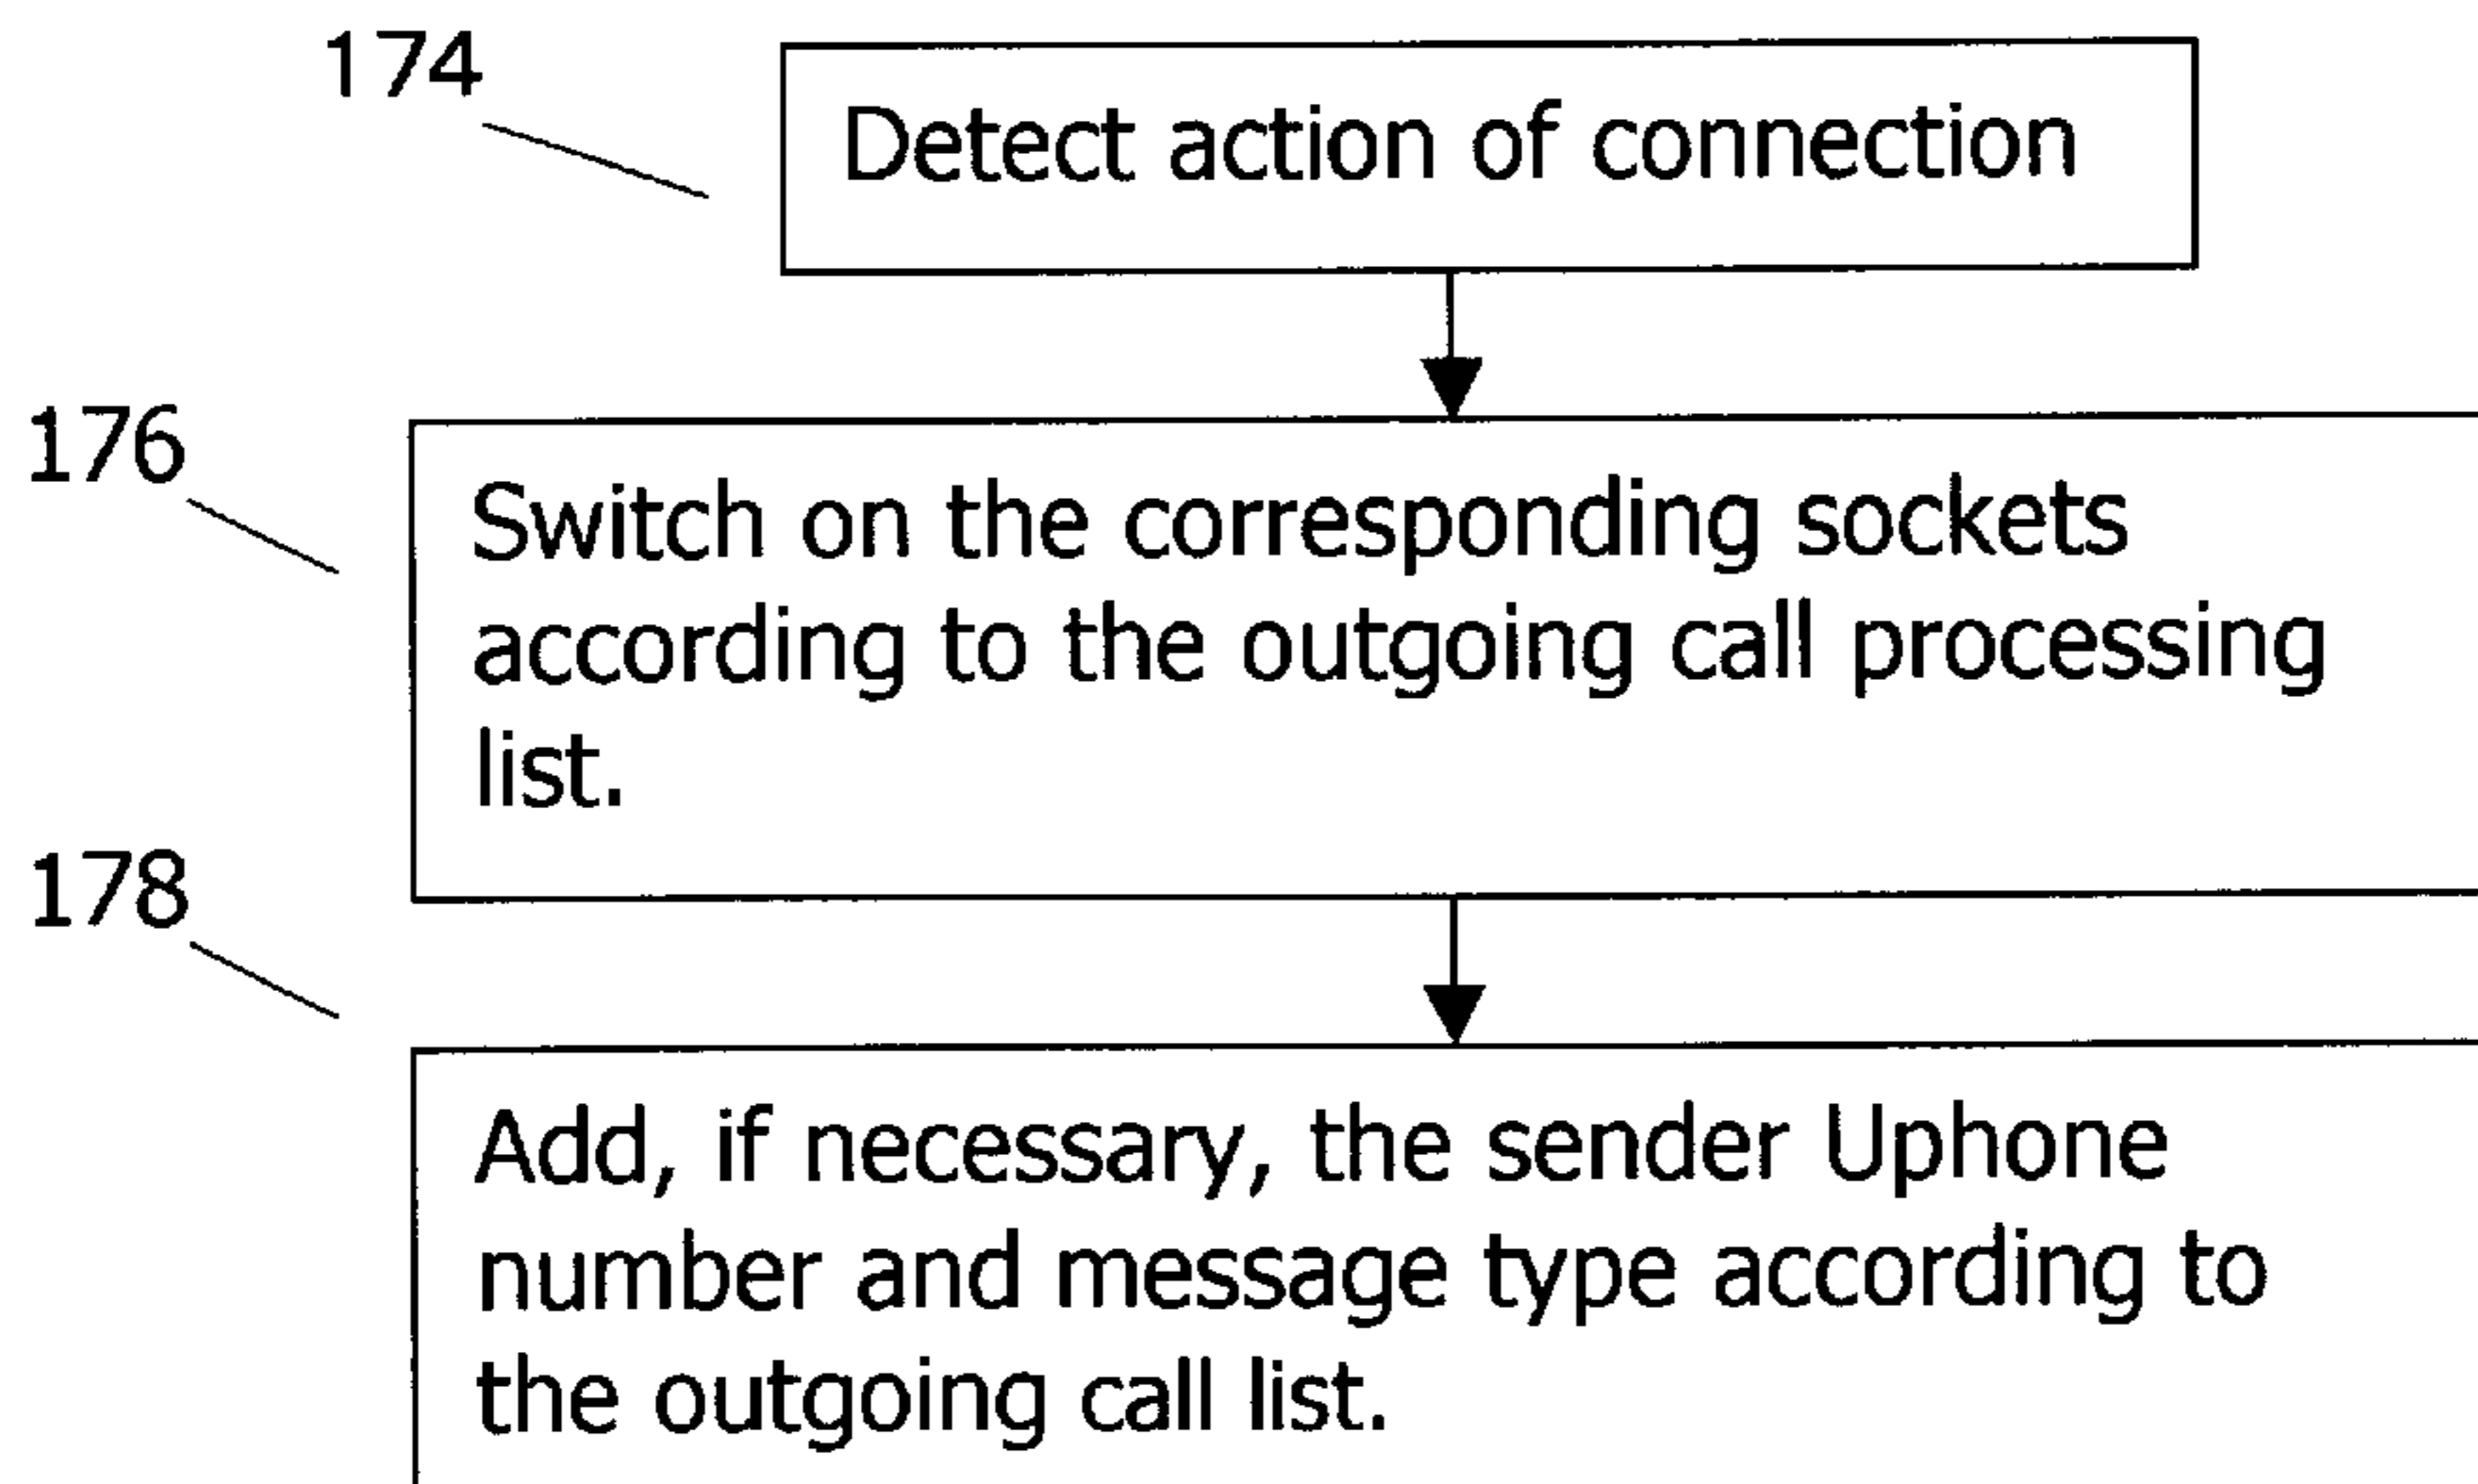 174
Detect action of connection
176
Switch on the corresponding sockets
according to the outgoing call processing
list.
178
Add, if necessary, the sender Uphone
number and message type according to
the outgoing call list.